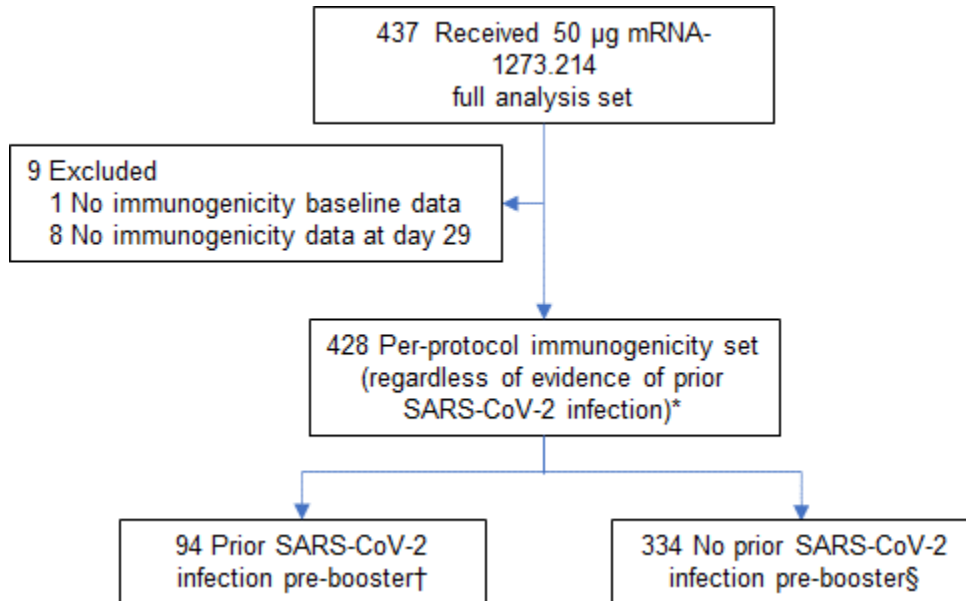 437 Received 50 µg mRNA-
1273.214
full analysis set
9 Excluded
1 No immunogenicity baseline data
8 No immunogenicity data at day 29
428 Per-protocol immunogenicity set
(regardless of evidence of prior
SARS-CoV-2 infection)*
94 Prior SARS-CoV-2
infection pre-booster†
334 No prior SARS-CoV-2
infection pre-booster§